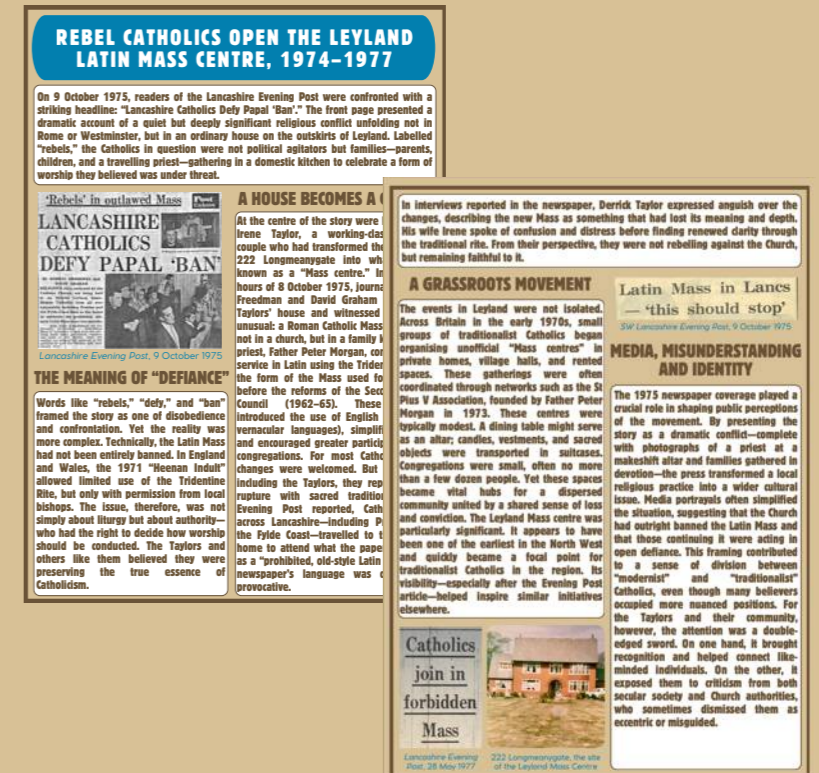 REBEL CATHOLICS OPEN THE LEYLAND
LATIN MASS CENTRE, 1974–1977
On 9 October 1975, readers of the Lancashire Evening Post were confronted with a
striking headline: “Lancashire Catholics Defy Papal ‘Ban’.” The front page presented a
dramatic account of a quiet but deeply significant religious conflict unfolding not in
Rome or Westminster, but in an ordinary house on the outskirts of Leyland. Labelled
“rebels,” the Catholics in question were not political agitators but families—parents,
children, and a travelling priest—gathering in a domestic kitchen to celebrate a form of
worship they believed was under threat.
‘Rebels’ in outlawed Mass
LANCASHIRE
CATHOLICS
DEFY PAPAL ‘BAN’
Lancashire Evening Post, 9 October 1975
THE MEANING OF “DEFIANCE”
Words like “rebels,” “defy,” and “ban”
framed the story as one of disobedience
and confrontation. Yet the reality was
more complex. Technically, the Latin Mass
had not been entirely banned. In England
and Wales, the 1971 “Heenan Indult”
allowed limited use of the Tridentine
Rite, but only with permission from local
bishops. The issue, therefore, was not
simply about liturgy but about authority—
who had the right to decide how worship
should be conducted. The Taylors and
others like them believed they were
preserving the true essence of
Catholicism.
A HOUSE BECOMES A
At the centre of the story were
Irene Taylor, a working-clas
couple who had transformed the
222 Longmeanygate into wh
known as a “Mass centre.” In
hours of 8 October 1975, journa
Freedman and David Graham
Taylors’ house and witnessed
unusual: a Roman Catholic Mass
not in a church, but in a family k
priest, Father Peter Morgan, con
service in Latin using the Triden
the form of the Mass used fo
before the reforms of the Seco
Council (1962–65). These
introduced the use of English
vernacular languages), simplifi
and encouraged greater particip
congregations. For most Catho
changes were welcomed. But
including the Taylors, they rep
rupture with sacred traditio
Evening Post reported, Cath
across Lancashire—including Pr
the Fylde Coast—travelled to t
home to attend what the pape
as a “prohibited, old-style Latin
newspaper’s language was
provocative.
In interviews reported in the newspaper, Derrick Taylor expressed anguish over the
changes, describing the new Mass as something that had lost its meaning and depth.
His wife Irene spoke of confusion and distress before finding renewed clarity through
the traditional rite. From their perspective, they were not rebelling against the Church,
but remaining faithful to it.
A GRASSROOTS MOVEMENT
The events in Leyland were not isolated.
Across Britain in the early 1970s, small
groups of traditionalist Catholics began
organising unofficial “Mass centres” in
private homes, village halls, and rented
spaces. These gatherings were often
coordinated through networks such as the St
Pius V Association, founded by Father Peter
Morgan in 1973. These centres were
typically modest. A dining table might serve
as an altar; candles, vestments, and sacred
objects were transported in suitcases.
Congregations were small, often no more
than a few dozen people. Yet these spaces
became vital hubs for a dispersed
community united by a shared sense of loss
and conviction. The Leyland Mass centre was
particularly significant. It appears to have
been one of the earliest in the North West
and quickly became a focal point for
traditionalist Catholics in the region. Its
visibility—especially after the Evening Post
article—helped inspire similar initiatives
elsewhere.
Catholics
join in
forbidden
Mass
Lancashire Evening
Post, 28 May 1977
222 Longmeanygate, the site
of the Leyland Mass Centre
Latin Mass in Lancs
— ‘this should stop’
SW Lancashire Evening Post, 9 October 1975
MEDIA, MISUNDERSTANDING
AND IDENTITY
The 1975 newspaper coverage played a
crucial role in shaping public perceptions
of the movement. By presenting the
story as a dramatic conflict—complete
with photographs of a priest at a
makeshift altar and families gathered in
devotion—the press transformed a local
religious practice into a wider cultural
issue. Media portrayals often simplified
the situation, suggesting that the Church
had outright banned the Latin Mass and
that those continuing it were acting in
open defiance. This framing contributed
to a sense of division between
“modernist” and “traditionalist”
Catholics, even though many believers
occupied more nuanced positions. For
the Taylors and their community,
however, the attention was a double-
edged sword. On one hand, it brought
recognition and helped connect like-
minded individuals. On the other, it
exposed them to criticism from both
secular society and Church authorities,
who sometimes dismissed them as
eccentric or misguided.